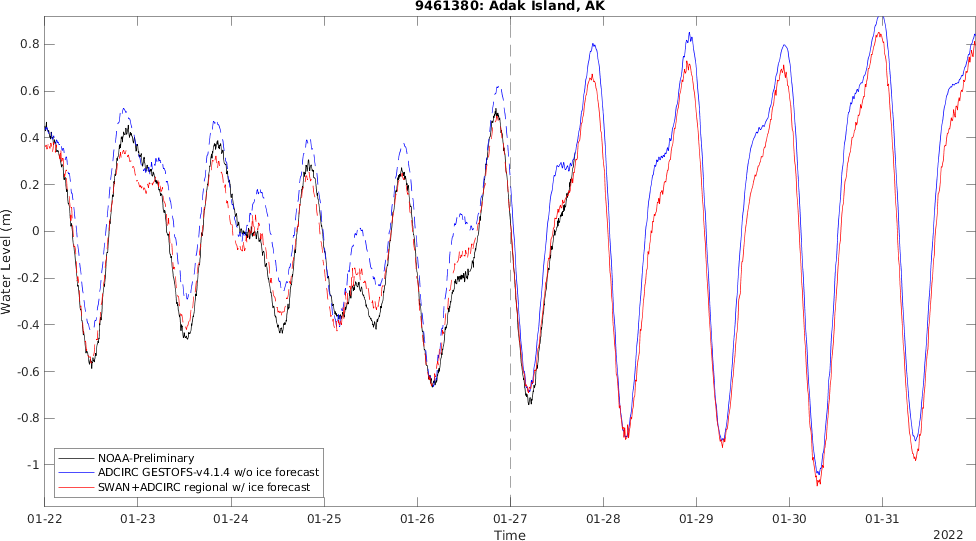 9461380: Adak Island, AK
Water Level (m)
0.8
0.6
0.4
0.2
0
-0.2
-0.4
-0.6
-0.8
-1
NOAA-Preliminary
ADCIRC GESTOFS-v4.1.4 w/o ice forecast
SWAN+ADCIRC regional w/ ice forecast
01-22 01-23 01-24 01-25 01-26 01-27 01-28 01-29 01-30 01-31
Time
2022